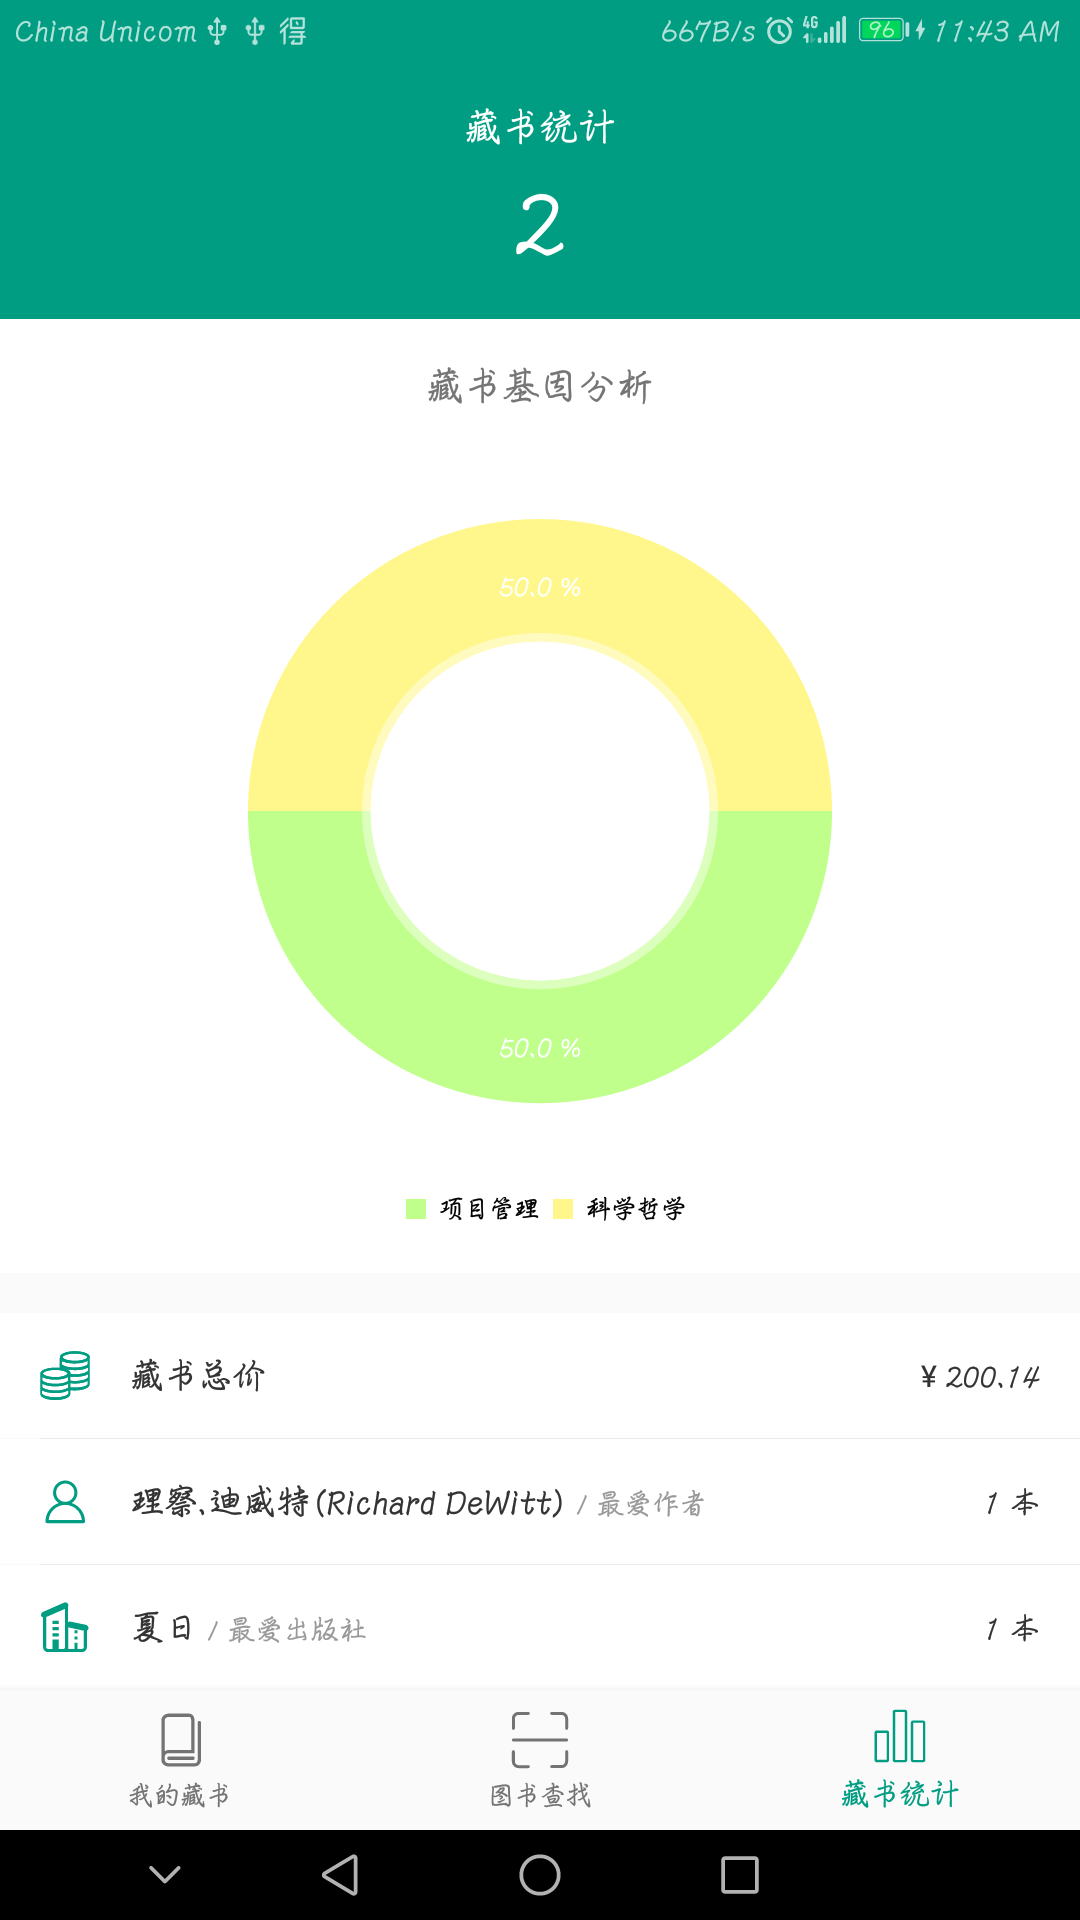 China Unicom 得 667B/s 4G 96 11:43 AM
藏书统计
2
藏书基因分析
50.0 %
50.0 %
项目管理 科学哲学
藏书总价 ¥ 200.14
理察.迪威特(Richard DeWitt) / 最爱作者 1 本
夏日 / 最爱出版社 1 本
我的藏书 图书查找 藏书统计